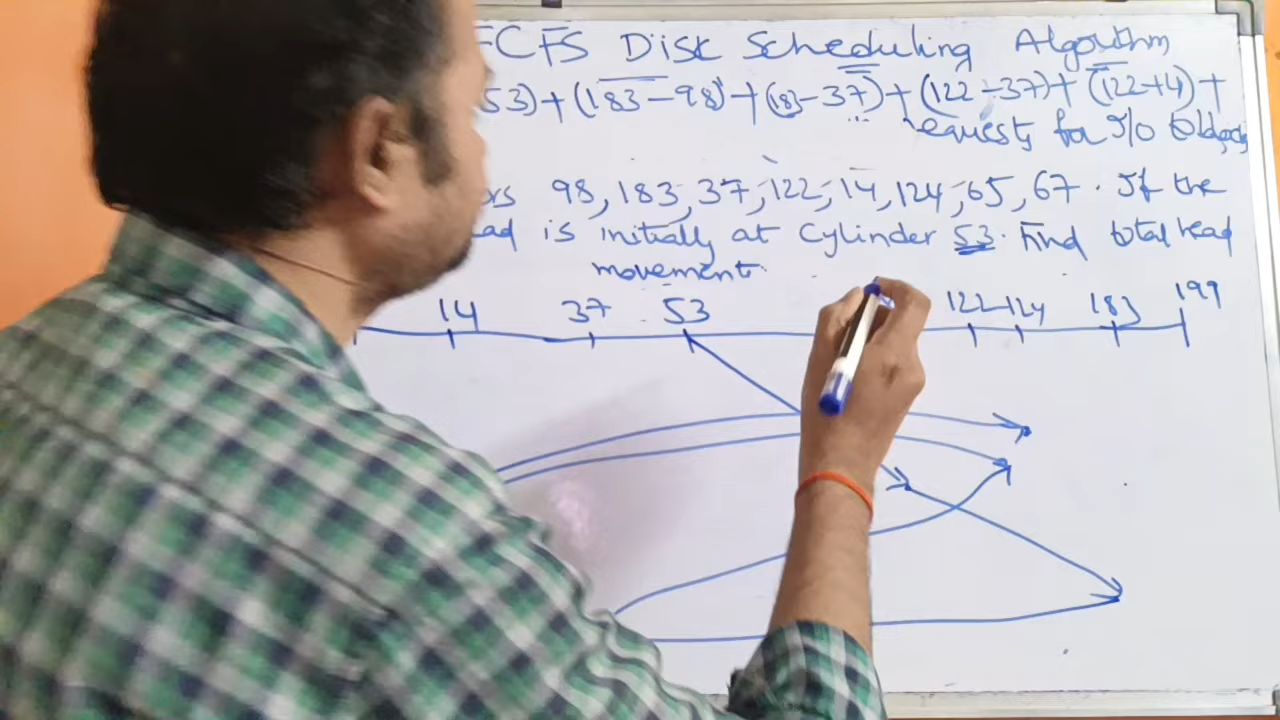 FCFS Disk Scheduling Algorithm
53)+(183-98)+(183-37)+(122-37)+(122-14)+
requests for I/O to blocks
98, 183, 37, 122, 14, 124, 65, 67. If the
is initially at cylinder 53. Find total head
movement.
14 37 53 122 124 183 199